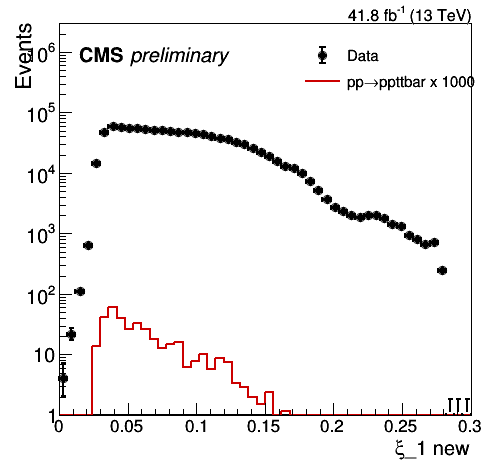 41.8 fb⁻¹ (13 TeV)
Events
CMS preliminary
Data
pp→ppttbar x 1000
10⁶
10⁵
10⁴
10³
10²
10
1
0 0.05 0.1 0.15 0.2 0.25 0.3
ξ_1 new